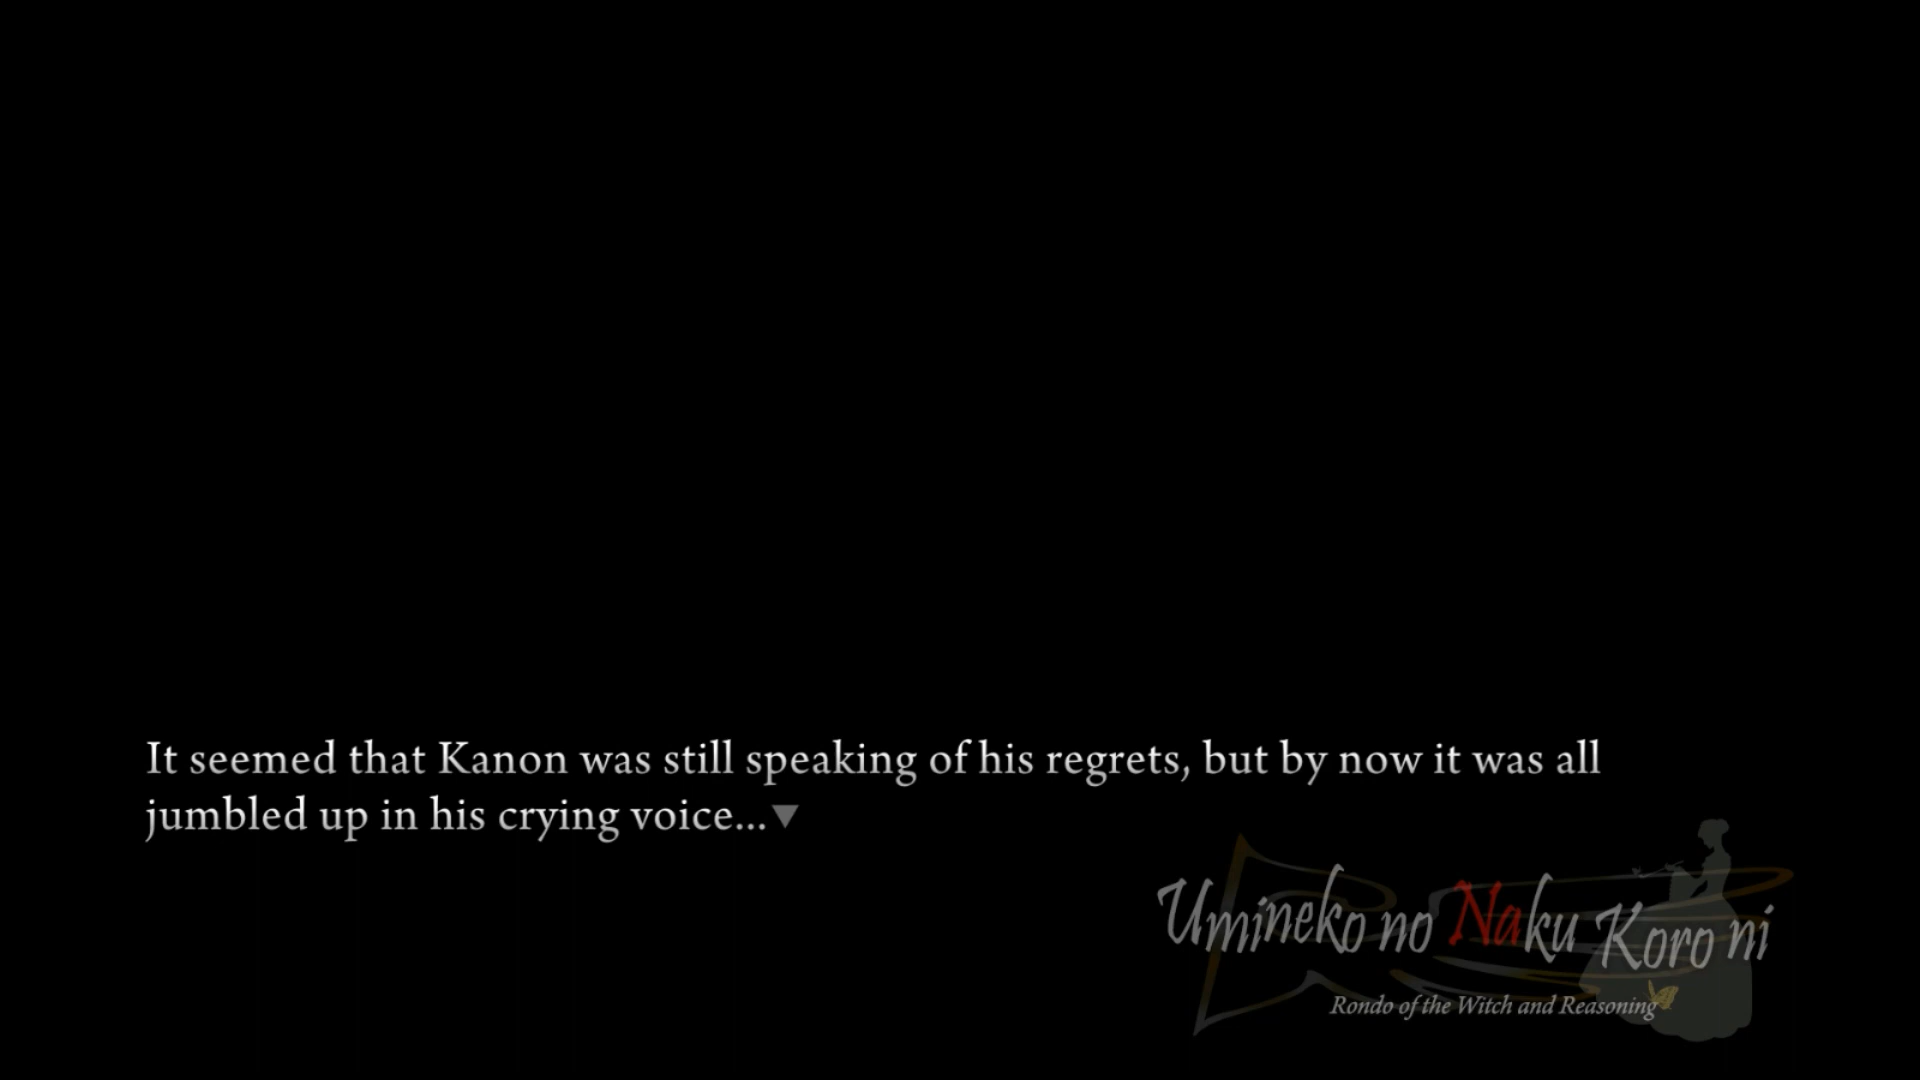 It seemed that Kanon was still speaking of his regrets, but by now it was all
jumbled up in his crying voice...
Umineko no Naku Koro ni
Rondo of the Witch and Reasoning